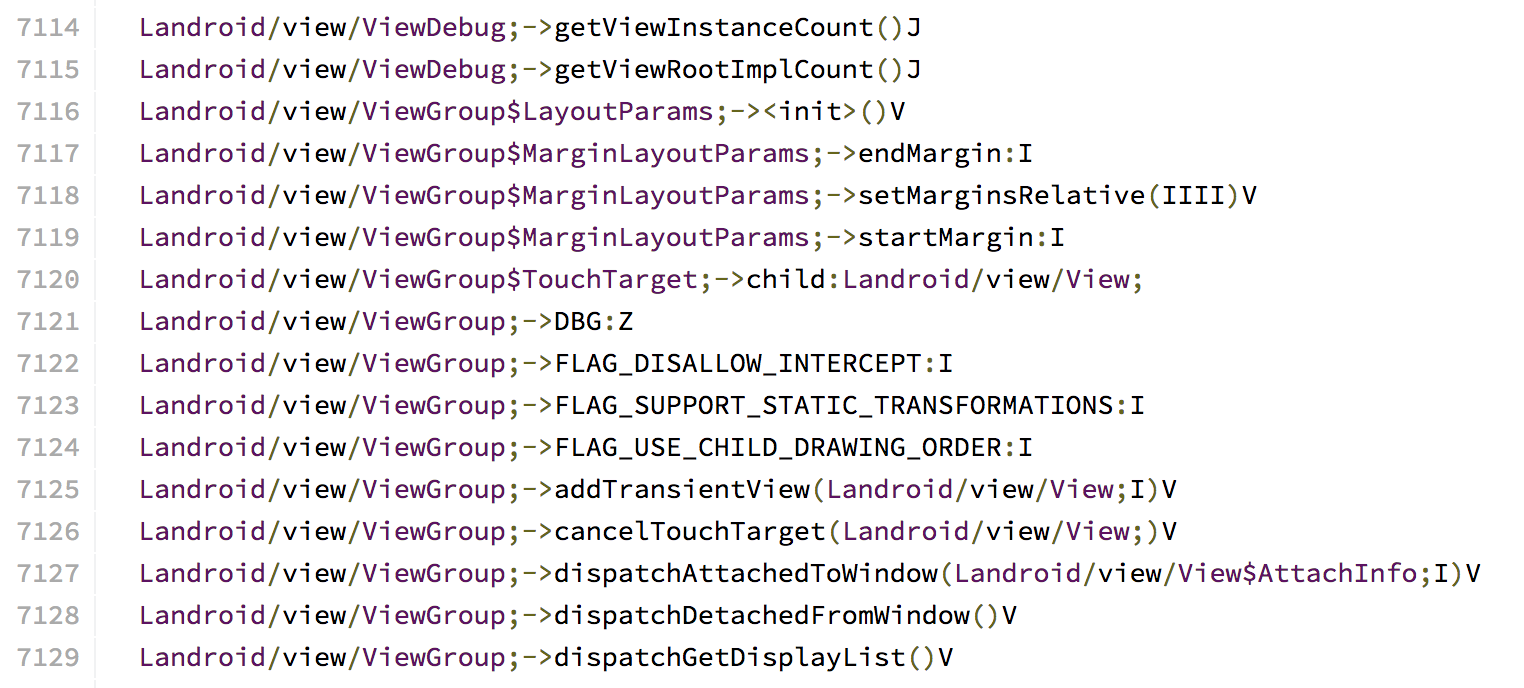 7114 Landroid/view/ViewDebug;->getViewInstanceCount()J
7115 Landroid/view/ViewDebug;->getViewRootImplCount()J
7116 Landroid/view/ViewGroup$LayoutParams;-><init>()V
7117 Landroid/view/ViewGroup$MarginLayoutParams;->endMargin:I
7118 Landroid/view/ViewGroup$MarginLayoutParams;->setMarginsRelative(IIII)V
7119 Landroid/view/ViewGroup$MarginLayoutParams;->startMargin:I
7120 Landroid/view/ViewGroup$TouchTarget;->child:Landroid/view/View;
7121 Landroid/view/ViewGroup;->DBG:Z
7122 Landroid/view/ViewGroup;->FLAG_DISALLOW_INTERCEPT:I
7123 Landroid/view/ViewGroup;->FLAG_SUPPORT_STATIC_TRANSFORMATIONS:I
7124 Landroid/view/ViewGroup;->FLAG_USE_CHILD_DRAWING_ORDER:I
7125 Landroid/view/ViewGroup;->addTransientView(Landroid/view/View;I)V
7126 Landroid/view/ViewGroup;->cancelTouchTarget(Landroid/view/View;)V
7127 Landroid/view/ViewGroup;->dispatchAttachedToWindow(Landroid/view/View$AttachInfo;I)V
7128 Landroid/view/ViewGroup;->dispatchDetachedFromWindow()V
7129 Landroid/view/ViewGroup;->dispatchGetDisplayList()V